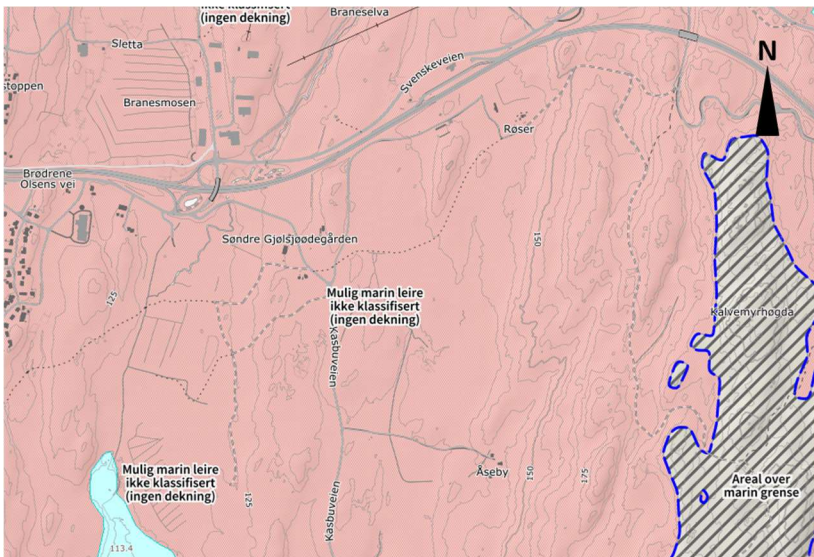 ikke klassifisert
(ingen dekning)
Braneselva
Sletta
Svenskeveien
Branesmosen
N
Røser
Brødrene
Olsens vei
Søndre Gjølsjøødegården
051
125
Mulig marin leire
ikke klassifisert
(ingen dekning)
Kalvemyrhøgda
Kasbuveien
Mulig marin leire
ikke klassifisert
(ingen dekning)
Åseby
150
175
125
Areal over
marin grense
Kasbuveien
113.4